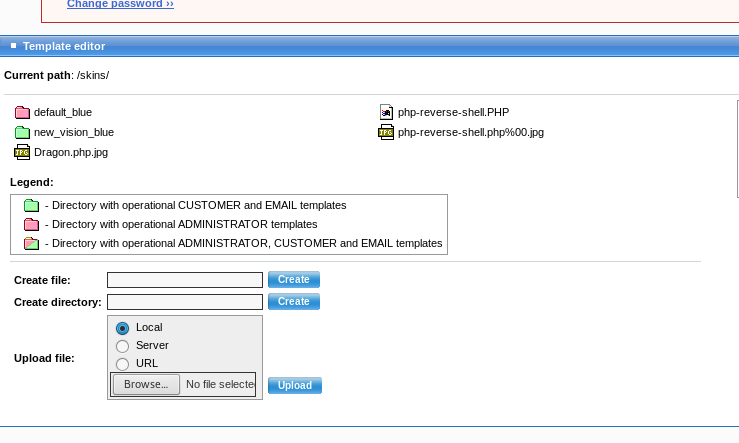 Change password ››
Template editor
Current path: /skins/
default_blue
php-reverse-shell.PHP
new_vision_blue
php-reverse-shell.php%00.jpg
Dragon.php.jpg
Legend:
- Directory with operational CUSTOMER and EMAIL templates
- Directory with operational ADMINISTRATOR templates
- Directory with operational ADMINISTRATOR, CUSTOMER and EMAIL templates
Create file: Create
Create directory: Create
Local
Server
Upload file:
URL
Browse... No file selecte Upload